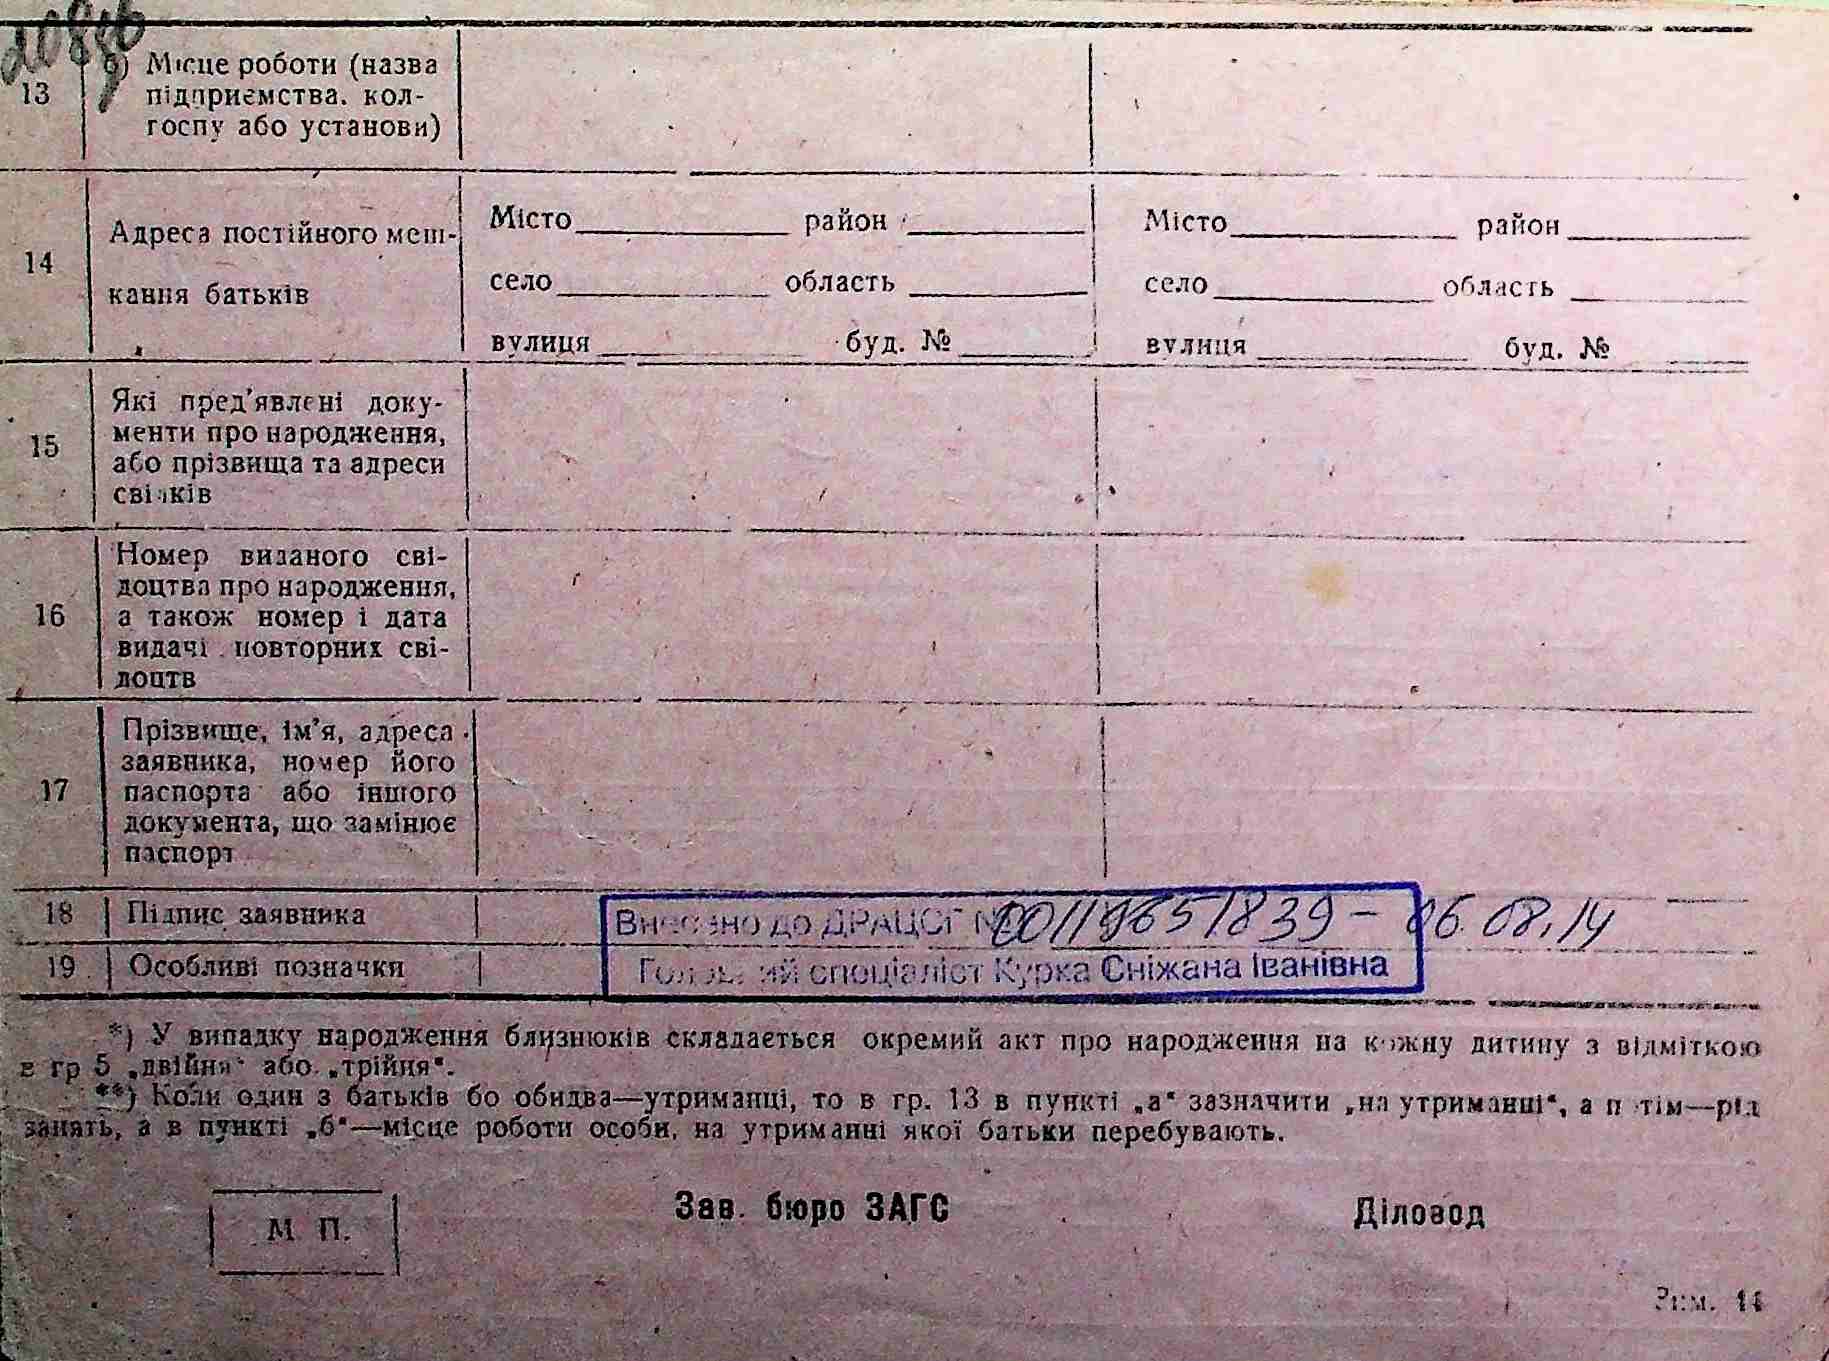 13 б) Місце роботи (назва
підприємства, кол-
госпу або установи)
14 Адреса постійного меш-
кання батьків
Місто район Місто район
село область село область
вулиця буд. № вулиця буд. №
15 Які пред'явлені доку-
менти про народження,
або прізвища та адреси
свідків
16 Номер виданого сві-
доцтва про народження,
а також номер і дата
видачі повторних сві-
доцтв
17 Прізвище, ім'я, адреса
заявника, номер його
паспорта або іншого
документа, що замінює
паспорт
18 Підпис заявника
Внесено до ДРАЦСГ № 00119651839 - 06.08.14
19 Особливі позначки
Головний спеціаліст Курка Сніжана Іванівна
*) У випадку народження близнюків складається окремий акт про народження на кожну дитину з відміткою
в гр 5 „двійня“ або „трійня“.
**) Коли один з батьків бо обидва—утриманці, то в гр. 13 в пункті „а“ зазначити „на утриманні“, а п тім—рід
занять, а в пункті „б“—місце роботи особи, на утриманні якої батьки перебувають.
М П.
Зав. бюро ЗАГС
Діловод